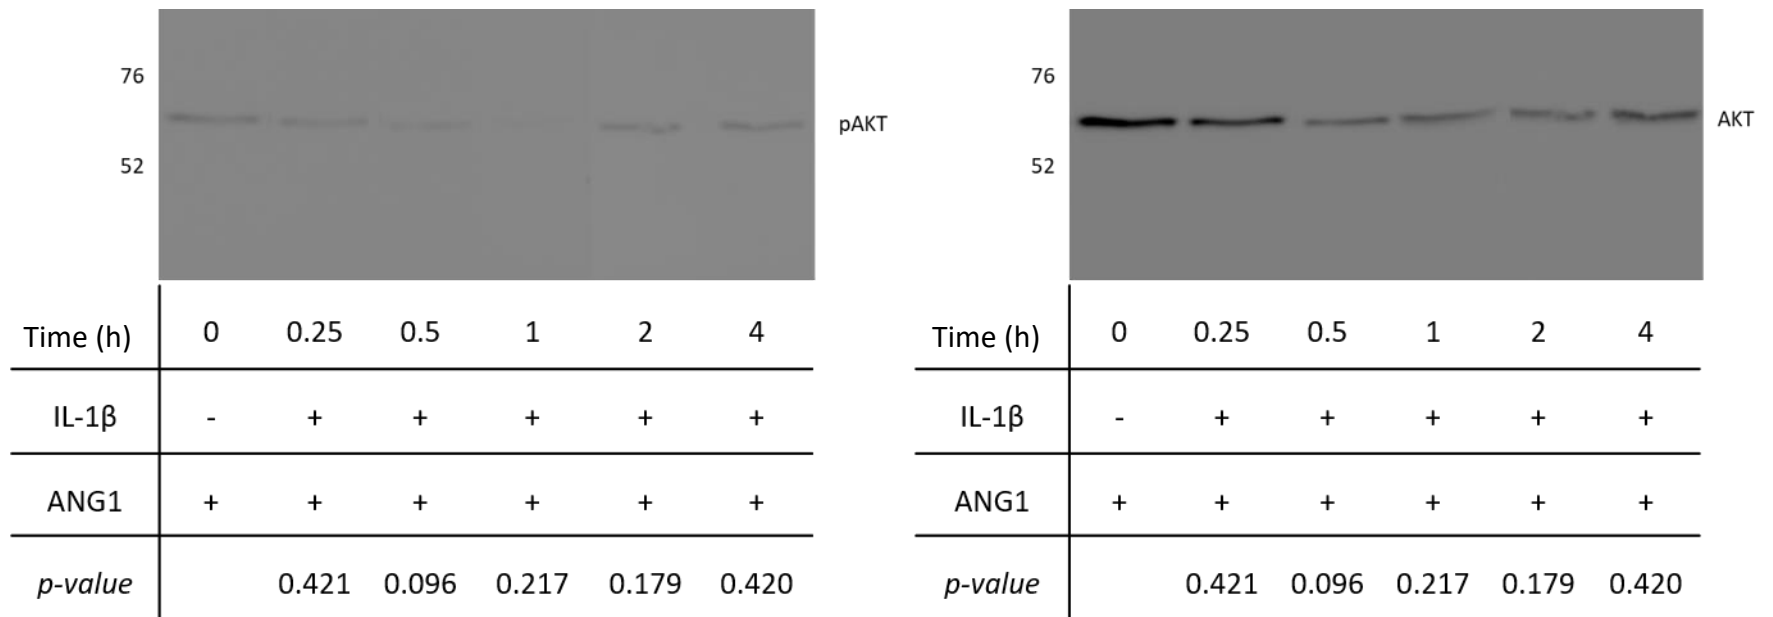 76
pAKT
52
Time (h) 0 0.25 0.5 1 2 4
IL-1β - + + + + +
ANG1 + + + + + +
p-value 0.421 0.096 0.217 0.179 0.420
76
AKT
52
Time (h) 0 0.25 0.5 1 2 4
IL-1β - + + + + +
ANG1 + + + + + +
p-value 0.421 0.096 0.217 0.179 0.420